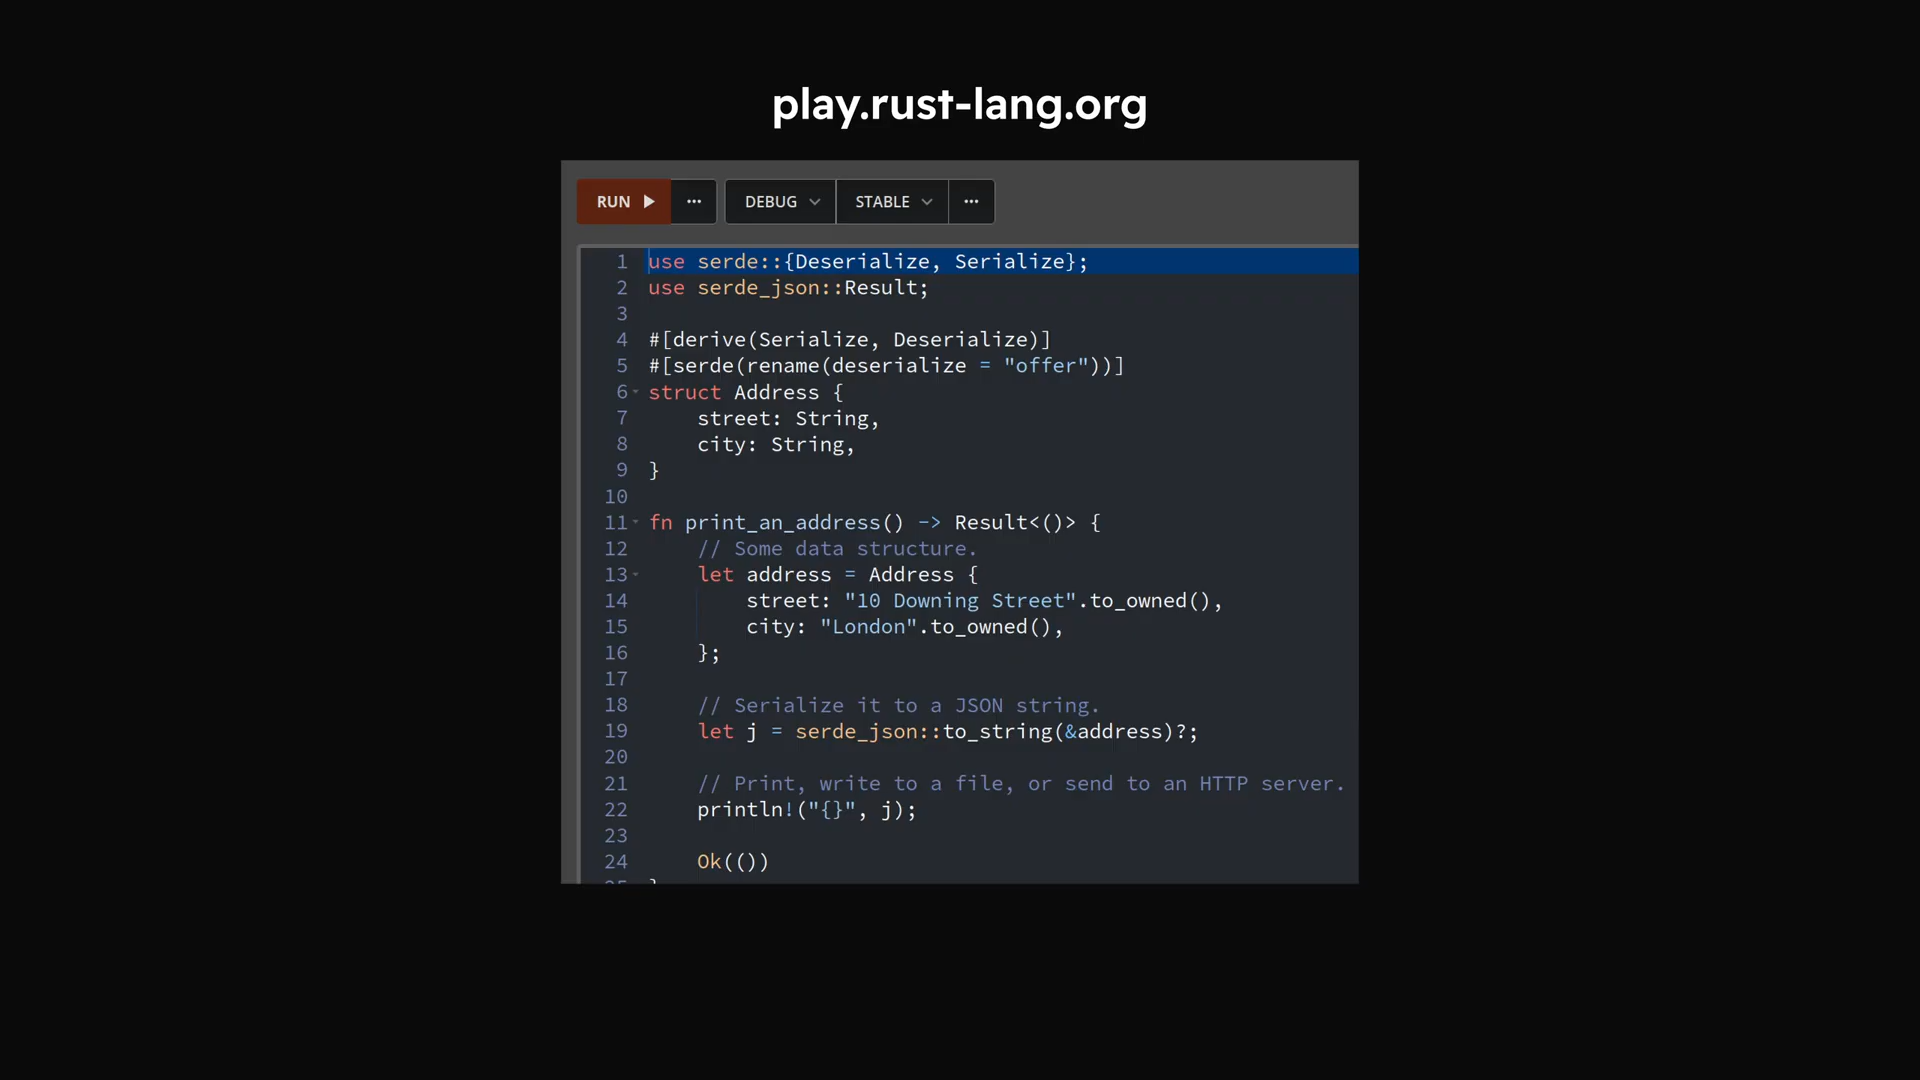 play.rust-lang.org
RUN ▶ ··· DEBUG STABLE ···
1 use serde::{Deserialize, Serialize};
2 use serde_json::Result;
3
4 #[derive(Serialize, Deserialize)]
5 #[serde(rename(deserialize = "offer"))]
6 struct Address {
7     street: String,
8     city: String,
9 }
10
11 fn print_an_address() -> Result<()> {
12     // Some data structure.
13     let address = Address {
14         street: "10 Downing Street".to_owned(),
15         city: "London".to_owned(),
16     };
17
18     // Serialize it to a JSON string.
19     let j = serde_json::to_string(&address)?;
20
21     // Print, write to a file, or send to an HTTP server.
22     println!("{}", j);
23
24     Ok(())